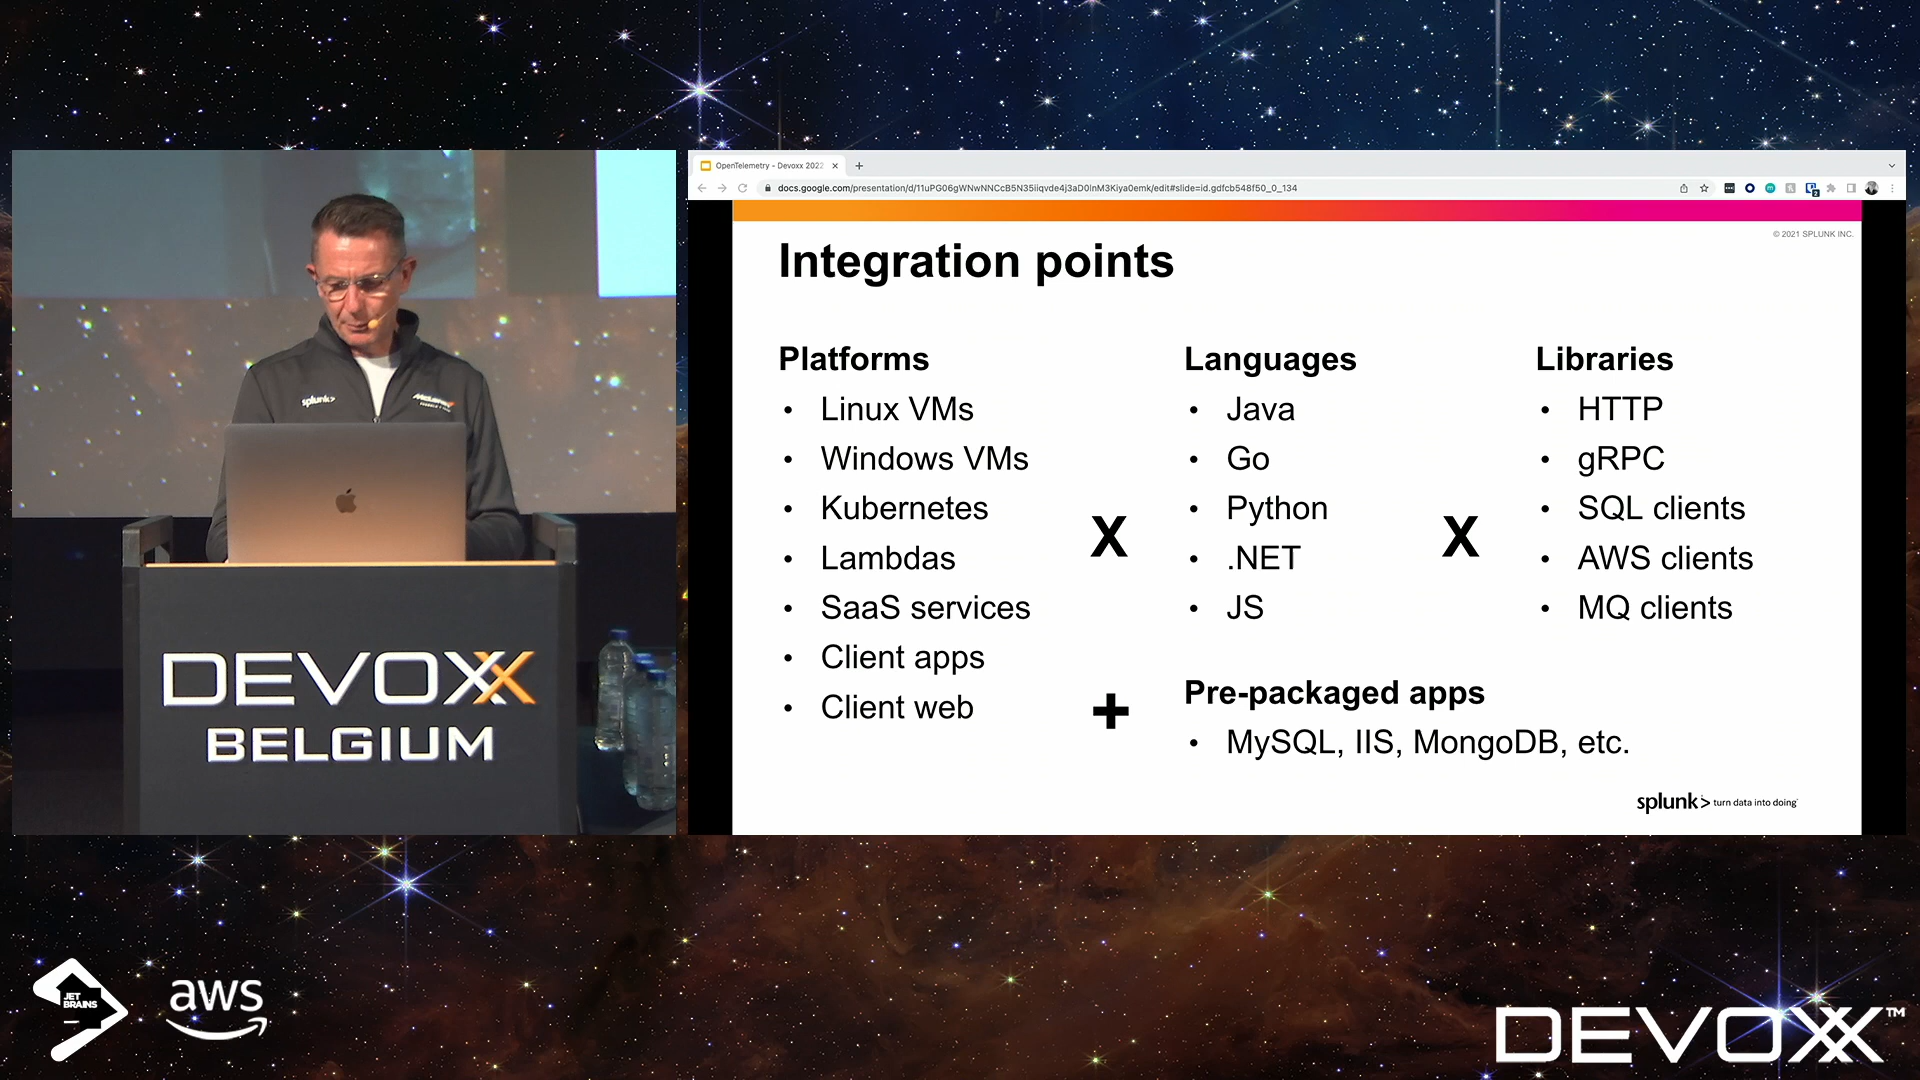 OpenTelemetry - Devoxx 2022
docs.google.com/presentation/d/11uPG06gWNwNNCcB5N35iiqvde4j3aD0lnM3Kiya0emk/edit#slide=id.gdfcb548f50_0_134
© 2021 SPLUNK INC.
Integration points
Platforms
• Linux VMs
• Windows VMs
• Kubernetes
• Lambdas
• SaaS services
• Client apps
• Client web
X
Languages
• Java
• Go
• Python
• .NET
• JS
X
Libraries
• HTTP
• gRPC
• SQL clients
• AWS clients
• MQ clients
+
Pre-packaged apps
• MySQL, IIS, MongoDB, etc.
splunk> turn data into doing
splunk>
McLaren
DEVOXX
BELGIUM
JET
BRAINS
aws
DEVOXX™